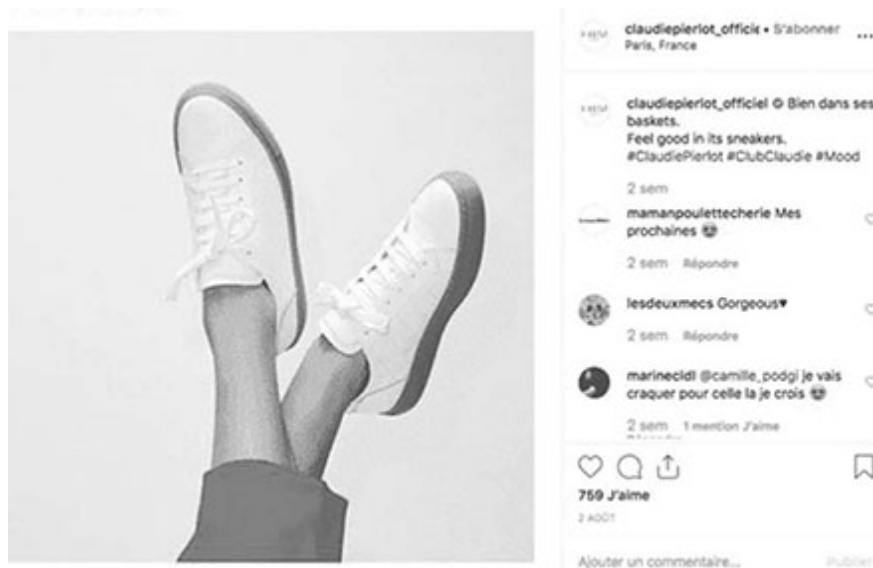 claudiepierlot_officie • S'abonner
Paris, France
claudiepierlot_officiel Bien dans ses
baskets.
Feel good in its sneakers.
#ClaudiePierlot #ClubClaudie #Mood
2 sem
mamanpoulettecherie Mes
prochaines 😍
2 sem Répondre
lesdeuxmecs Gorgeous♥
2 sem Répondre
marinecldl @camille_podgi je vais
craquer pour celle la je crois 😍
2 sem 1 mention J'aime
Répondre
759 J'aime
2 AOÛT
Ajouter un commentaire... Publier